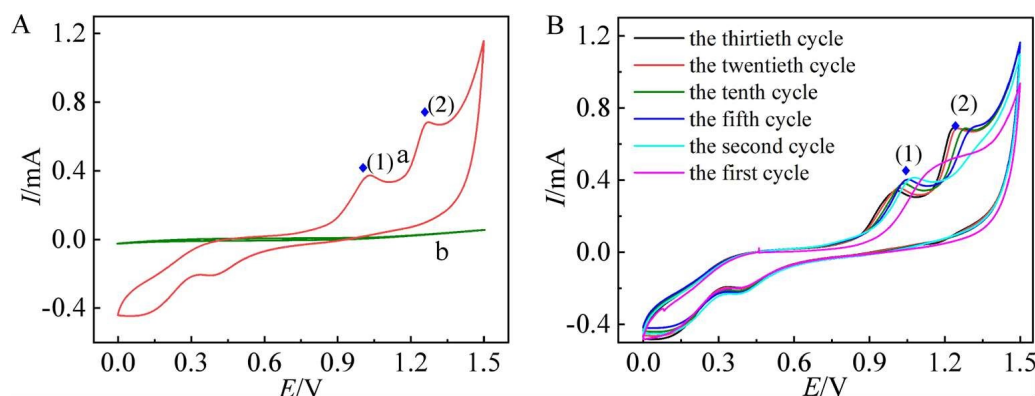 A
I/mA
1.2
0.8
0.4
0.0
-0.4
(1)
a
(2)
b
0.0 0.3 0.6 0.9 1.2 1.5
E/V
B
I/mA
1.2
0.8
0.4
0.0
-0.4
the thirtieth cycle
the twentieth cycle
the tenth cycle
the fifth cycle
the second cycle
the first cycle
(1)
(2)
0.0 0.3 0.6 0.9 1.2 1.5
E/V